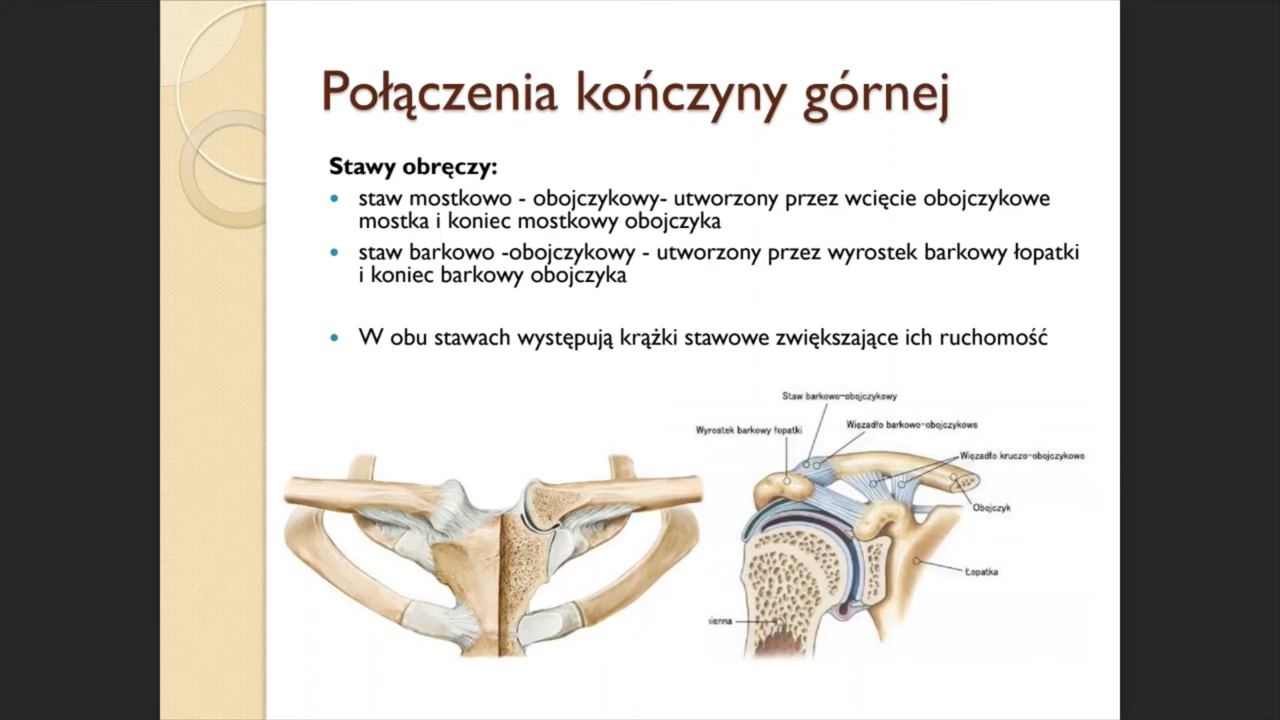 Połączenia kończyny górnej
Stawy obręczy:
• staw mostkowo - obojczykowy- utworzony przez wcięcie obojczykowe
mostka i koniec mostkowy obojczyka
• staw barkowo -obojczykowy - utworzony przez wyrostek barkowy łopatki
i koniec barkowy obojczyka
• W obu stawach występują krążki stawowe zwiększające ich ruchomość
Staw barkowo-obojczykowy
Wyrostek barkowy łopatki
Więzadło barkowo-obojczykowe
Więzadło kruczo-obojczykowe
Obojczyk
Łopatka
ienna